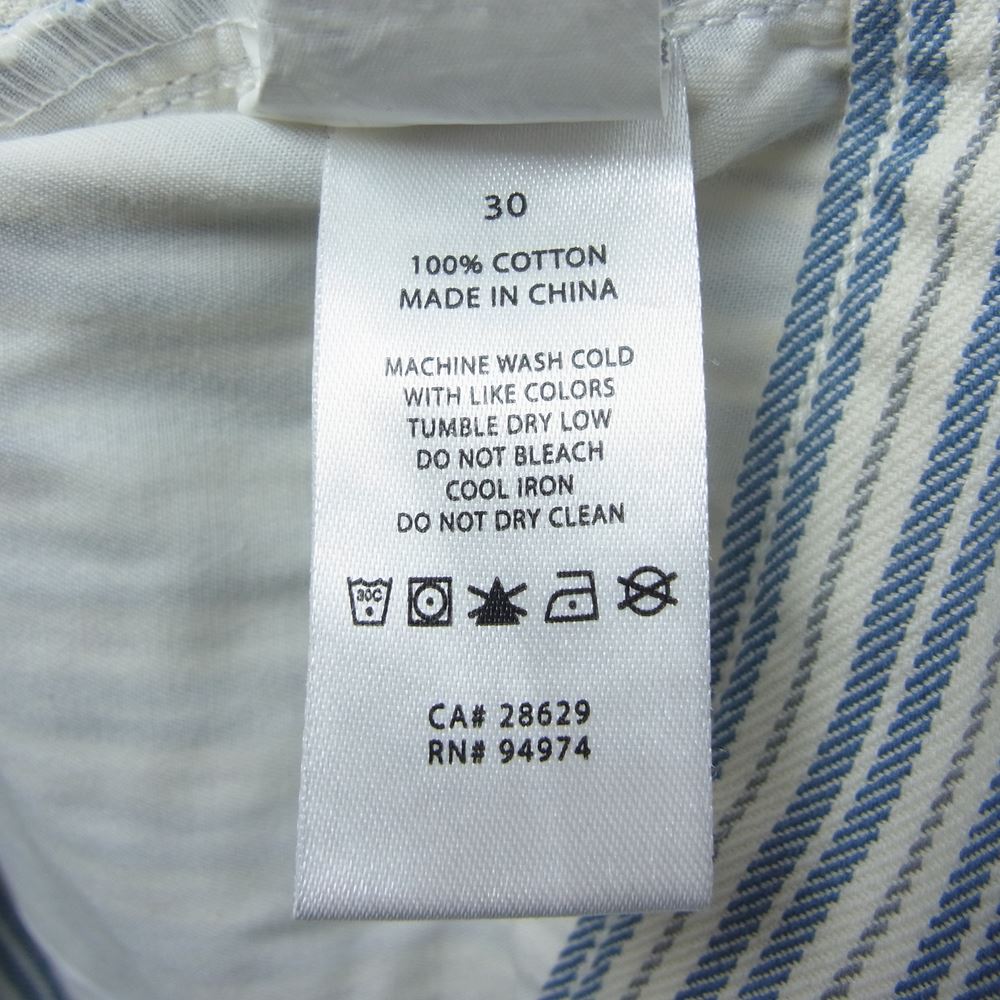 30
100% COTTON
MADE IN CHINA
MACHINE WASH COLD
WITH LIKE COLORS
TUMBLE DRY LOW
DO NOT BLEACH
COOL IRON
DO NOT DRY CLEAN
30C
CA# 28629
RN# 94974